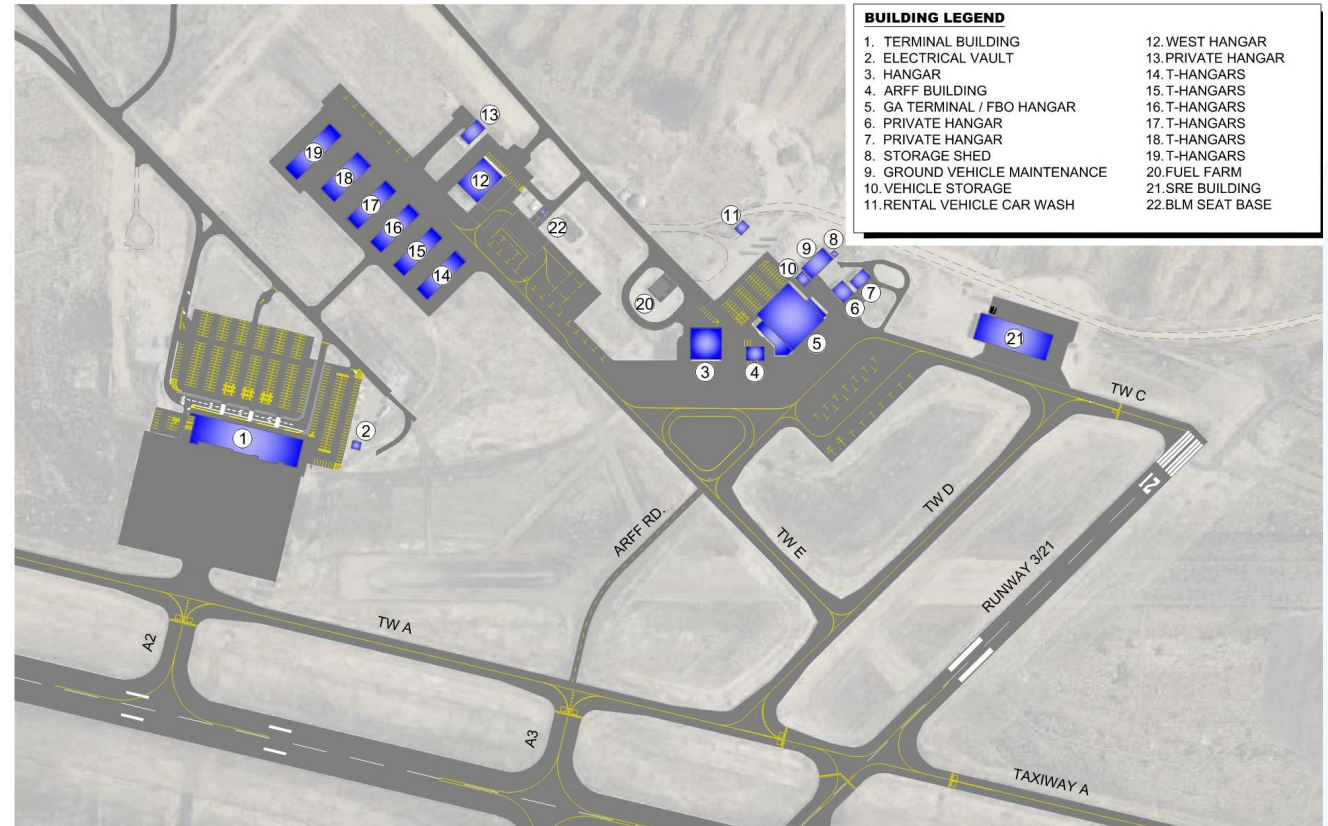 BUILDING LEGEND
1. TERMINAL BUILDING
2. ELECTRICAL VAULT
3. HANGAR
4. ARFF BUILDING
5. GA TERMINAL / FBO HANGAR
6. PRIVATE HANGAR
7. PRIVATE HANGAR
8. STORAGE SHED
9. GROUND VEHICLE MAINTENANCE
10. VEHICLE STORAGE
11. RENTAL VEHICLE CAR WASH
12. WEST HANGAR
13. PRIVATE HANGAR
14. T-HANGARS
15. T-HANGARS
16. T-HANGARS
17. T-HANGARS
18. T-HANGARS
19. T-HANGARS
20. FUEL FARM
21. SRE BUILDING
22. BLM SEAT BASE
13
19
18
12
17
16
22
11
15
14
8
9
10
7
6
20
5
21
3
4
TW C
1
2
21
TW D
ARFF RD.
TW E
RUNWAY 3/21
TW A
A2
A3
TAXIWAY A